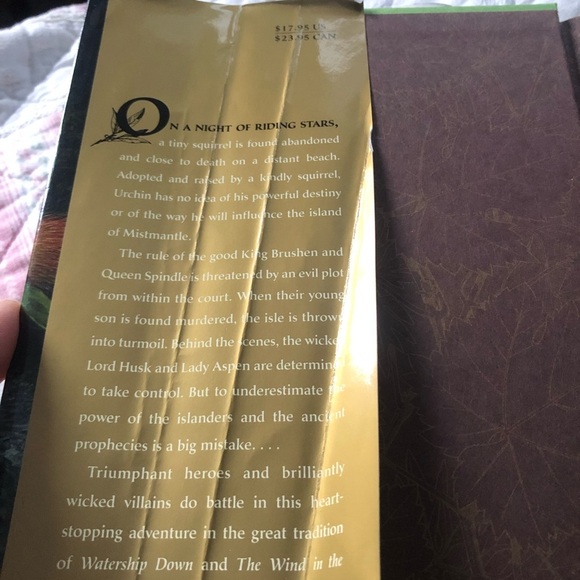 $17.95 US
$23.95 CAN
ON A NIGHT OF RIDING STARS,
a tiny squirrel is found abandoned
and close to death on a distant beach.
Adopted and raised by a kindly squirrel,
Urchin has no idea of his powerful destiny
or of the way he will influence the island
of Mistmantle.
The rule of the good King Brushen and
Queen Spindle is threatened by an evil plot
from within the court. When their young
son is found murdered, the isle is thrown
into turmoil. Behind the scenes, the wicked
Lord Husk and Lady Aspen are determined
to take control. But to underestimate the
power of the islanders and the ancient
prophecies is a big mistake. . . .
Triumphant heroes and brilliantly
wicked villains do battle in this heart-
stopping adventure in the great tradition
of Watership Down and The Wind in the